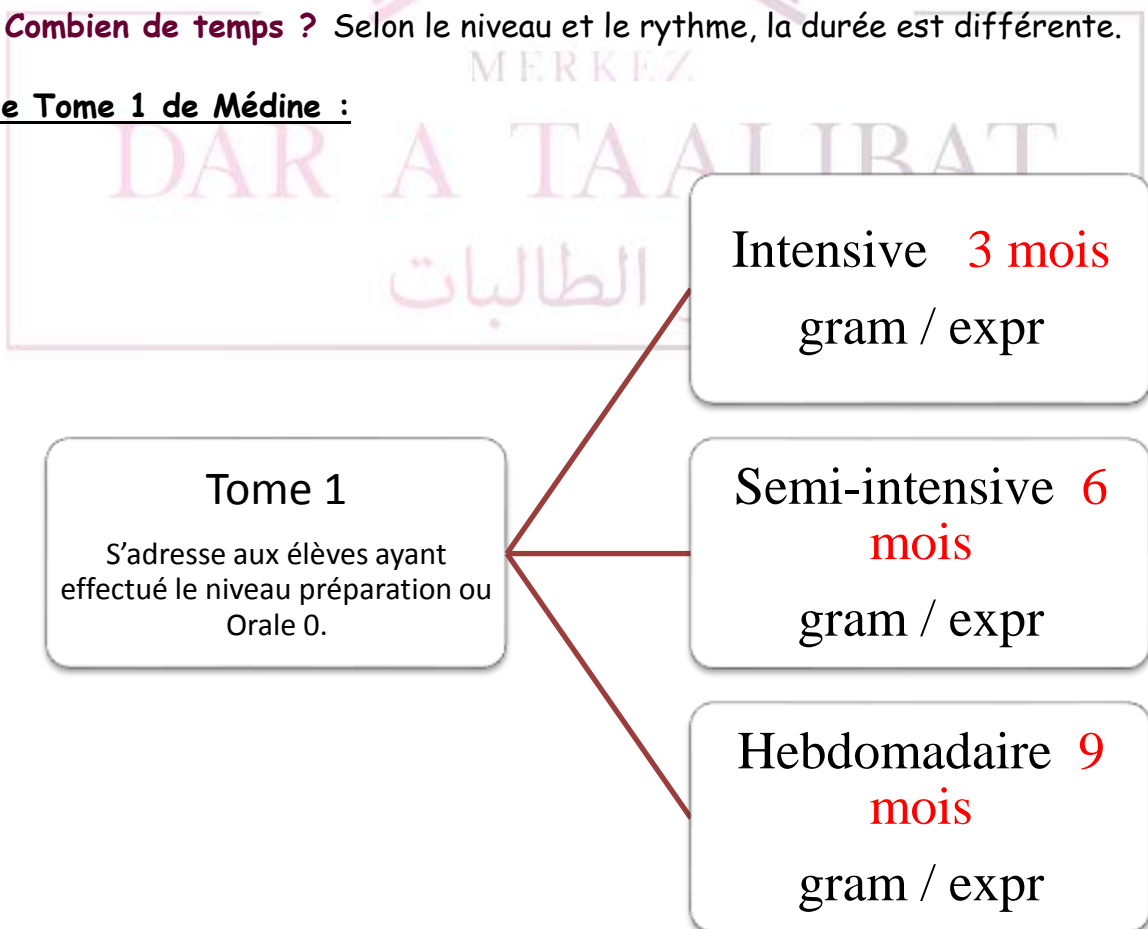 Combien de temps ? Selon le niveau et le rythme, la durée est différente.
MERKEZ
e Tome 1 de Médine :
DAR A TAALIBAT
الطالبات
Intensive 3 mois
gram / expr
Tome 1
S’adresse aux élèves ayant
effectué le niveau préparation ou
Orale 0.
Semi-intensive 6
mois
gram / expr
Hebdomadaire 9
mois
gram / expr